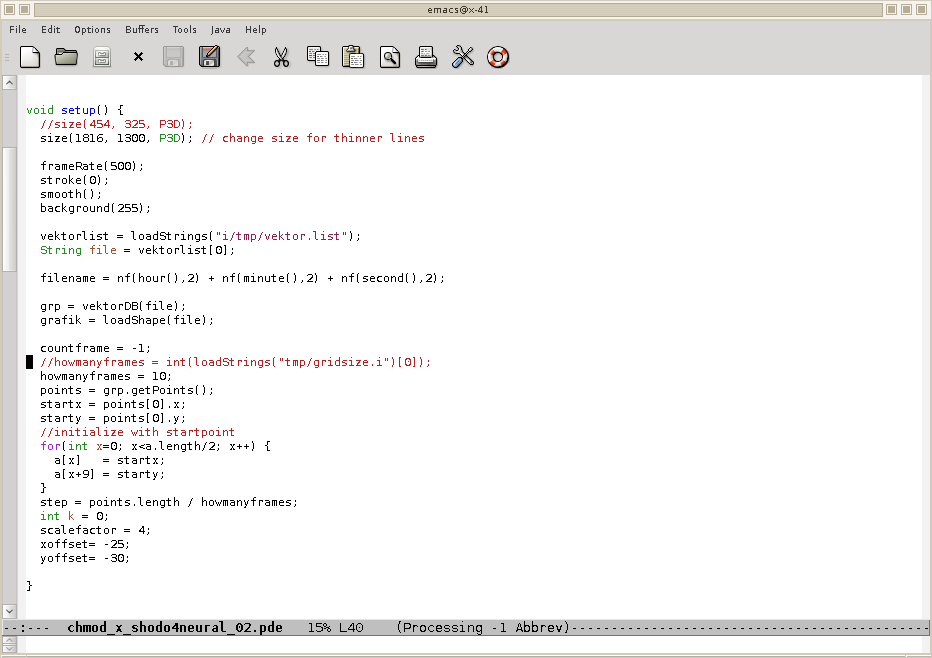 emacs@x-41
File Edit Options Buffers Tools Java Help
void setup() {
  //size(454, 325, P3D);
  size(1816, 1300, P3D); // change size for thinner lines
  frameRate(500);
  stroke(0);
  smooth();
  background(255);
  vektorlist = loadStrings("i/tmp/vektor.list");
  String file = vektorlist[0];
  filename = nf(hour(),2) + nf(minute(),2) + nf(second(),2);
  grp = vektorDB(file);
  grafik = loadShape(file);
  countframe = -1;
  //howmanyframes = int(loadStrings("tmp/gridsize.i")[0]);
  howmanyframes = 10;
  points = grp.getPoints();
  startx = points[0].x;
  starty = points[0].y;
  //initialize with startpoint
  for(int x=0; x<a.length/2; x++) {
    a[x]   = startx;
    a[x+9] = starty;
  }
  step = points.length / howmanyframes;
  int k = 0;
  scalefactor = 4;
  xoffset= -25;
  yoffset= -30;
}
--:---  chmod_x_shodo4neural_02.pde   15% L40    (Processing -1 Abbrev)--------------------------------------------